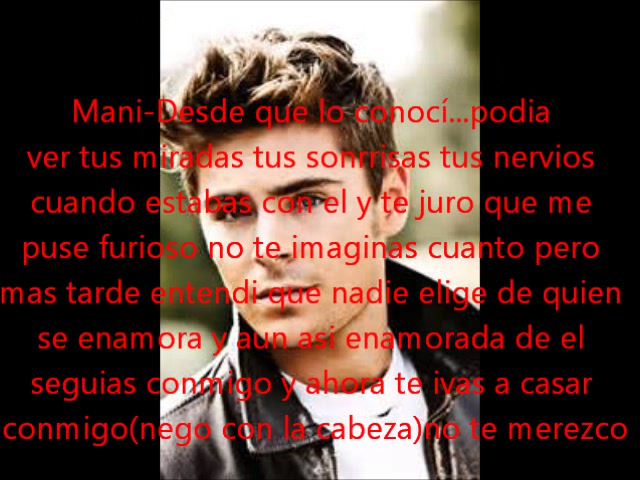 Mani-Desde que lo conocí...podia
ver tus miradas tus sonrrisas tus nervios
cuando estabas con el y te juro que me
puse furioso no te imaginas cuanto pero
mas tarde entendi que nadie elige de quien
se enamora y aun asi enamorada de el
seguias conmigo y ahora te ivas a casar
conmigo(nego con la cabeza)no te merezco